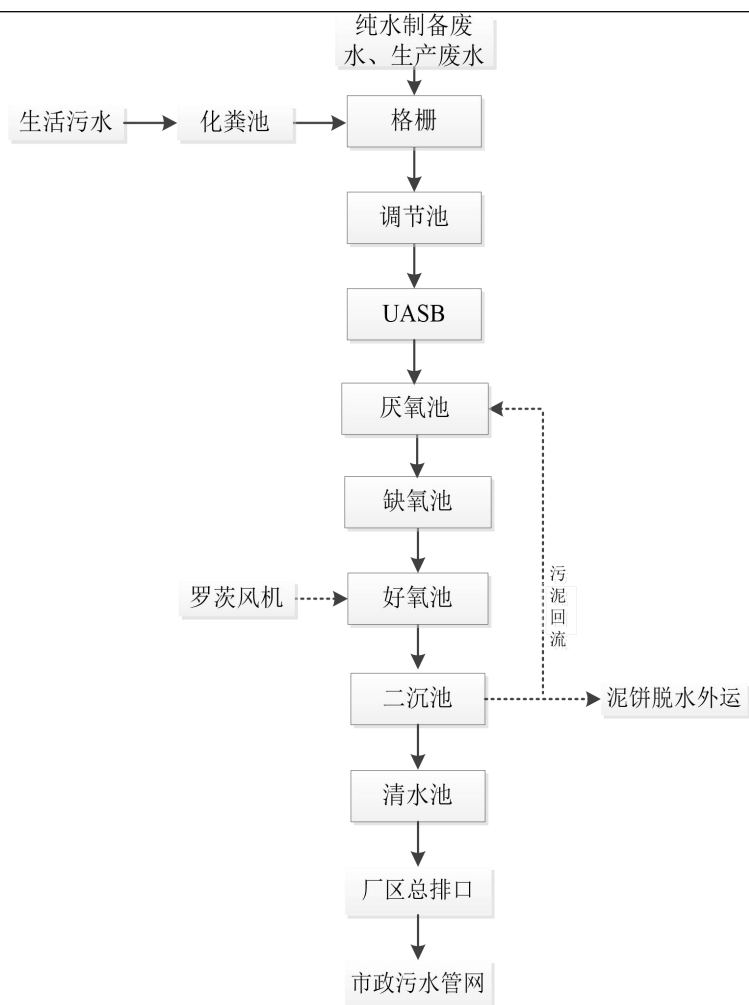 纯水制备废
水、生产废水
生活污水
化粪池
格栅
调节池
UASB
厌氧池
缺氧池
罗茨风机
好氧池
污
泥
回
流
二沉池
泥饼脱水外运
清水池
厂区总排口
市政污水管网